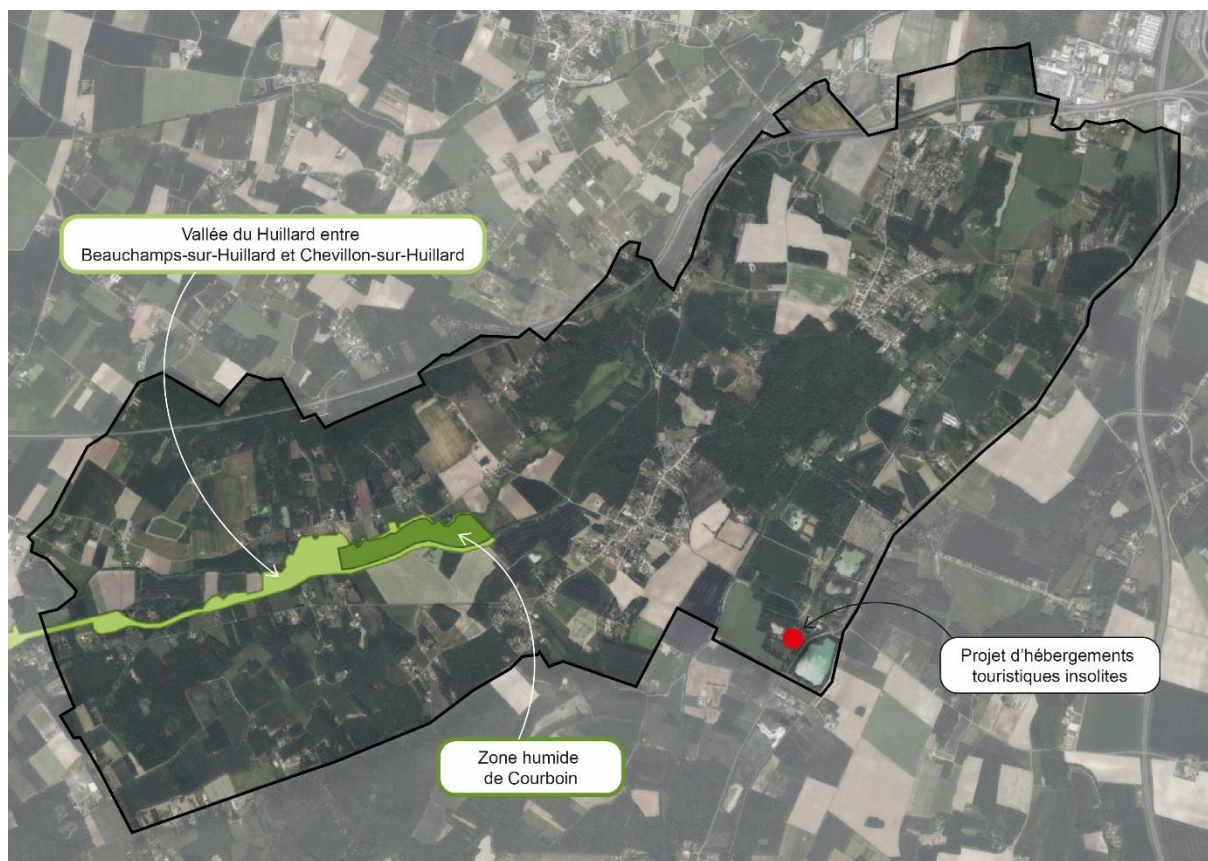 Vallée du Huillard entre
Beauchamps-sur-Huillard et Chevillon-sur-Huillard
Projet d’hébergements
touristiques insolites
Zone humide
de Courboin